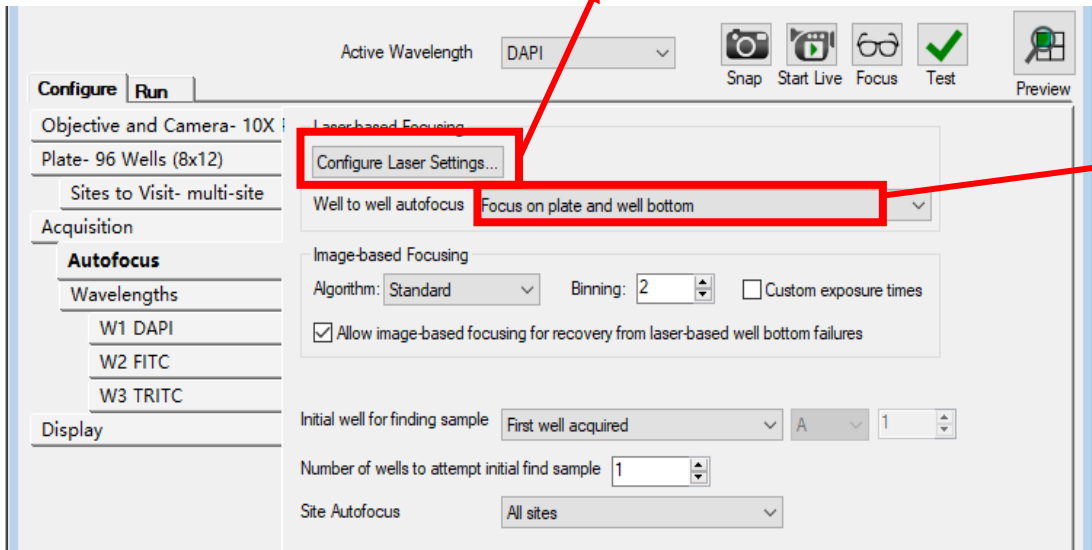 Active Wavelength DAPI
Snap Start Live Focus Test Preview
Configure Run
Objective and Camera- 10X
Plate- 96 Wells (8x12)
Sites to Visit- multi-site
Acquisition
Autofocus
Wavelengths
W1 DAPI
W2 FITC
W3 TRITC
Display
Laser-based Focusing
Configure Laser Settings...
Well to well autofocus Focus on plate and well bottom
Image-based Focusing
Algorithm: Standard Binning: 2 Custom exposure times
Allow image-based focusing for recovery from laser-based well bottom failures
Initial well for finding sample First well acquired A 1
Number of wells to attempt initial find sample 1
Site Autofocus All sites